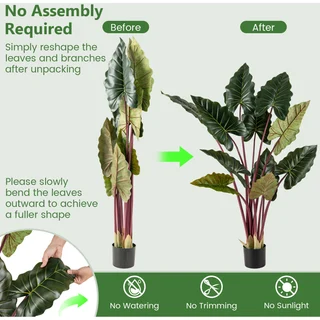 No Assembly
Required
Simply reshape the
leaves and branches
after unpacking
Before
After
Please slowly
bend the leaves
outward to achieve
a fuller shape
No Watering
No Trimming
No Sunlight